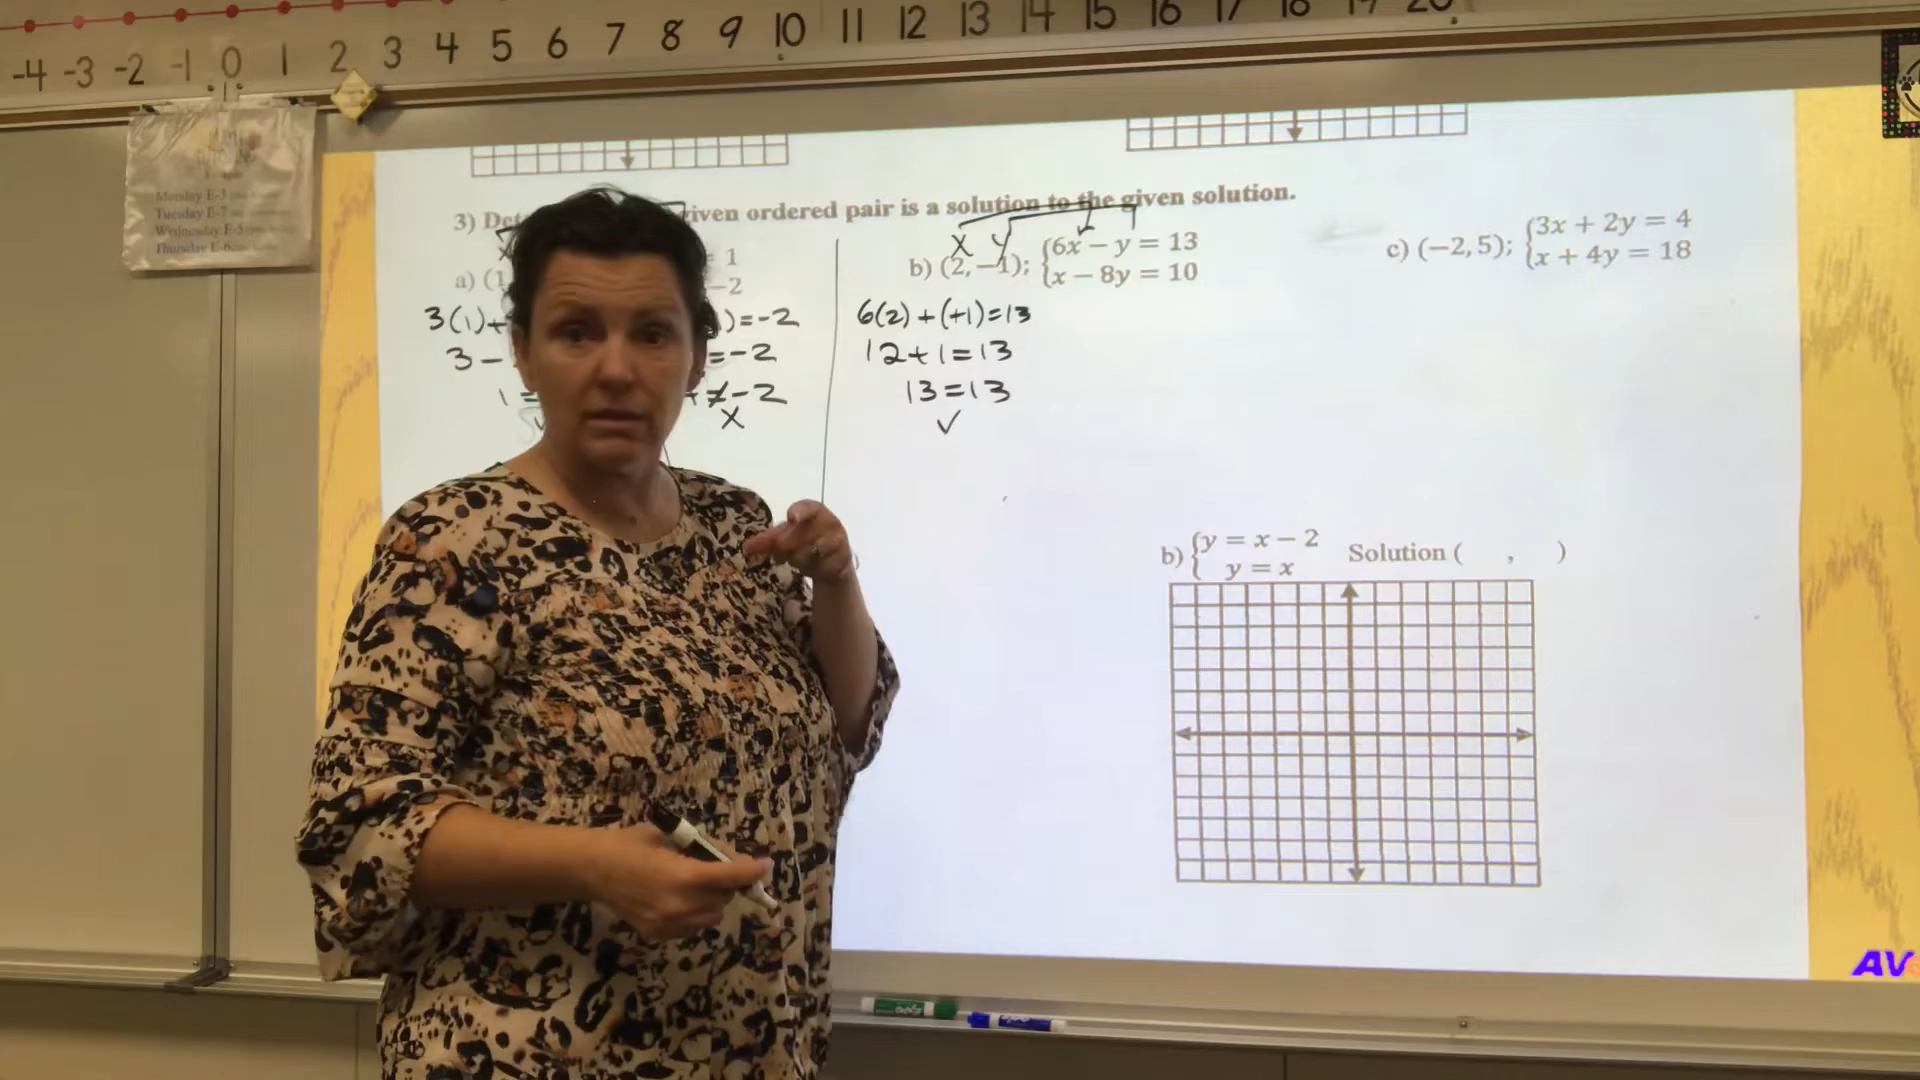 -4 -3 -2 -1 0 1 2 3 4 5 6 7 8 9 10 11 12 13 14 15 16 17 18 19 20
Monday E-3
Tuesday E-7
Wednesday E-5
Thursday E-6
3) given ordered pair is a solution to the given solution.
a) (1 = 1
-2
3(1)+ )=-2
3- =-2
1 = ≠-2
X
x y
b) (2, -1); {6x - y = 13
x - 8y = 10
6(2)+(+1)=13
12+1=13
13=13
✓
c) (-2, 5); {3x + 2y = 4
x + 4y = 18
b) {y = x - 2
y = x
Solution ( , )
AV